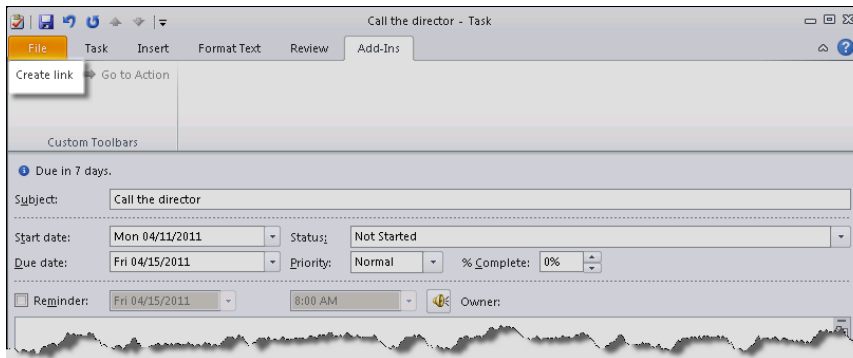 Call the director - Task
File Task Insert Format Text Review Add-Ins
Create link Go to Action
Custom Toolbars
Due in 7 days.
Subject: Call the director
Start date: Mon 04/11/2011 Status: Not Started
Due date: Fri 04/15/2011 Priority: Normal % Complete: 0%
Reminder: Fri 04/15/2011 8:00 AM Owner: